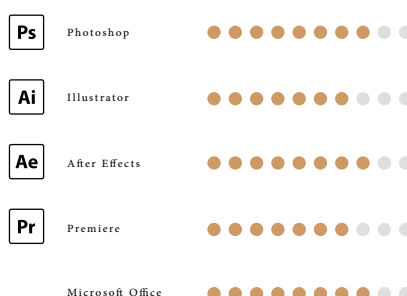 Ps Photoshop
Ai Illustrator
Ae After Effects
Pr Premiere
Microsoft Office